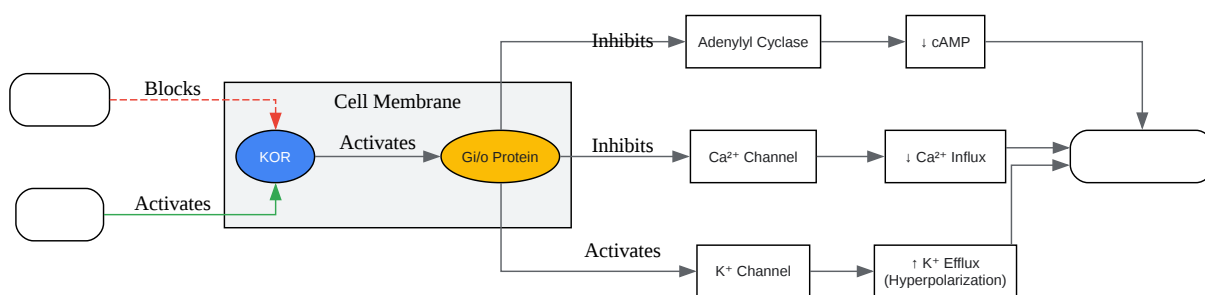 Inhibits
Adenylyl Cyclase
↓ cAMP
Blocks
Cell Membrane
KOR
Activates
Gi/o Protein
Inhibits
Ca²⁺ Channel
↓ Ca²⁺ Influx
Activates
Activates
K⁺ Channel
↑ K⁺ Efflux
(Hyperpolarization)